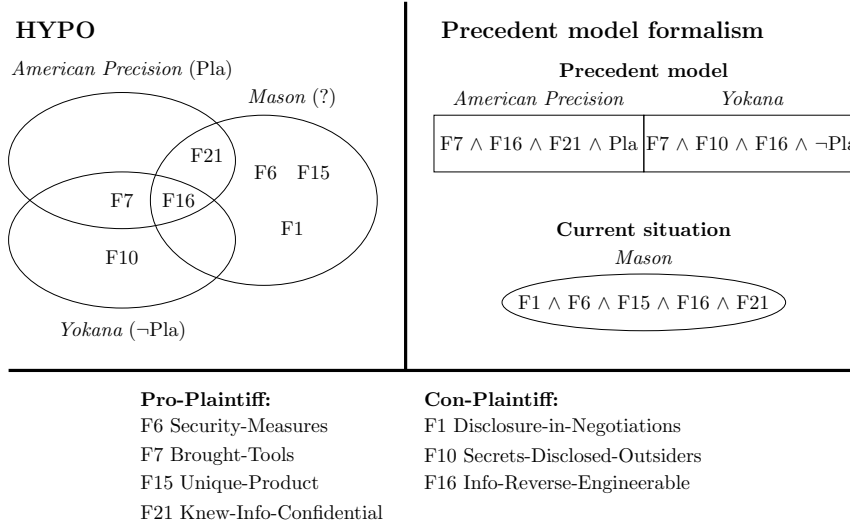 HYPO
American Precision (Pla)
Mason (?)
F21
F6 F15
F7 F16
F1
F10
Yokana (¬Pla)
Precedent model formalism
Precedent model
American Precision Yokana
F7 ∧ F16 ∧ F21 ∧ Pla F7 ∧ F10 ∧ F16 ∧ ¬Pla
Current situation
Mason
F1 ∧ F6 ∧ F15 ∧ F16 ∧ F21
Pro-Plaintiff:
F6 Security-Measures
F7 Brought-Tools
F15 Unique-Product
F21 Knew-Info-Confidential
Con-Plaintiff:
F1 Disclosure-in-Negotiations
F10 Secrets-Disclosed-Outsiders
F16 Info-Reverse-Engineerable